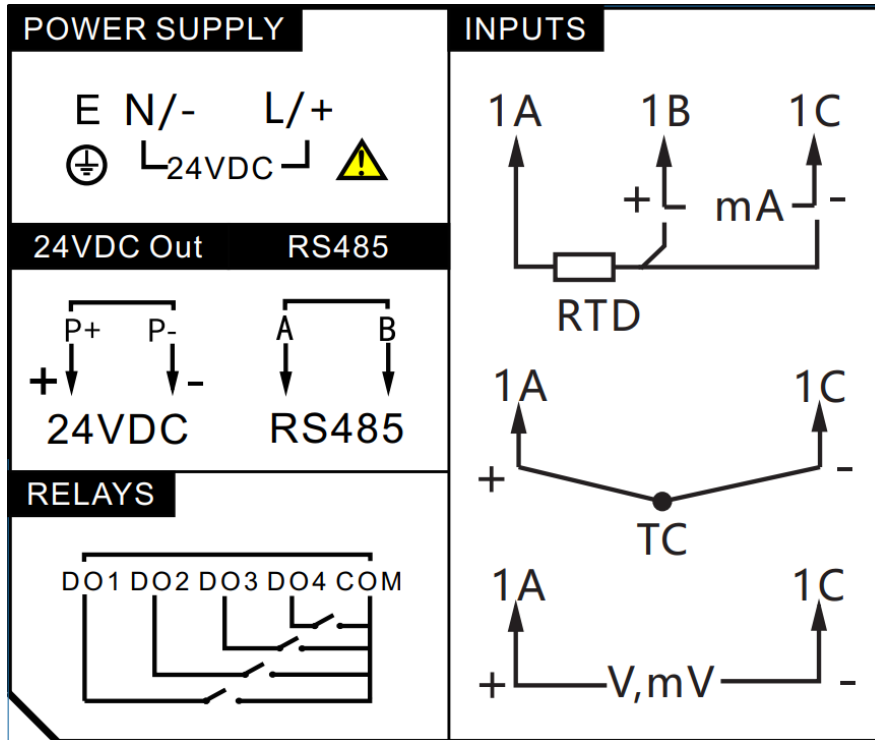 POWER SUPPLY
E N/- L/+
24VDC
24VDC Out
RS485
P+ P-
+ -
24VDC
A B
RS485
RELAYS
DO1 DO2 DO3 DO4 COM
INPUTS
1A 1B 1C
+ mA -
RTD
1A 1C
+ -
TC
1A 1C
+ V,mV -